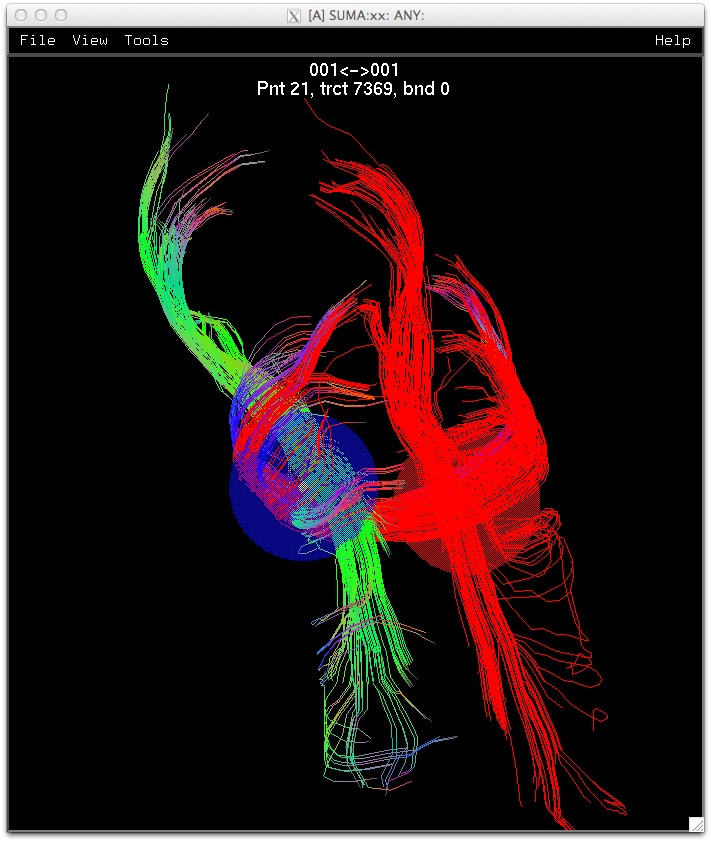 [A] SUMA:xx: ANY:
File View Tools Help
001<->001
Pnt 21, trct 7369, bnd 0